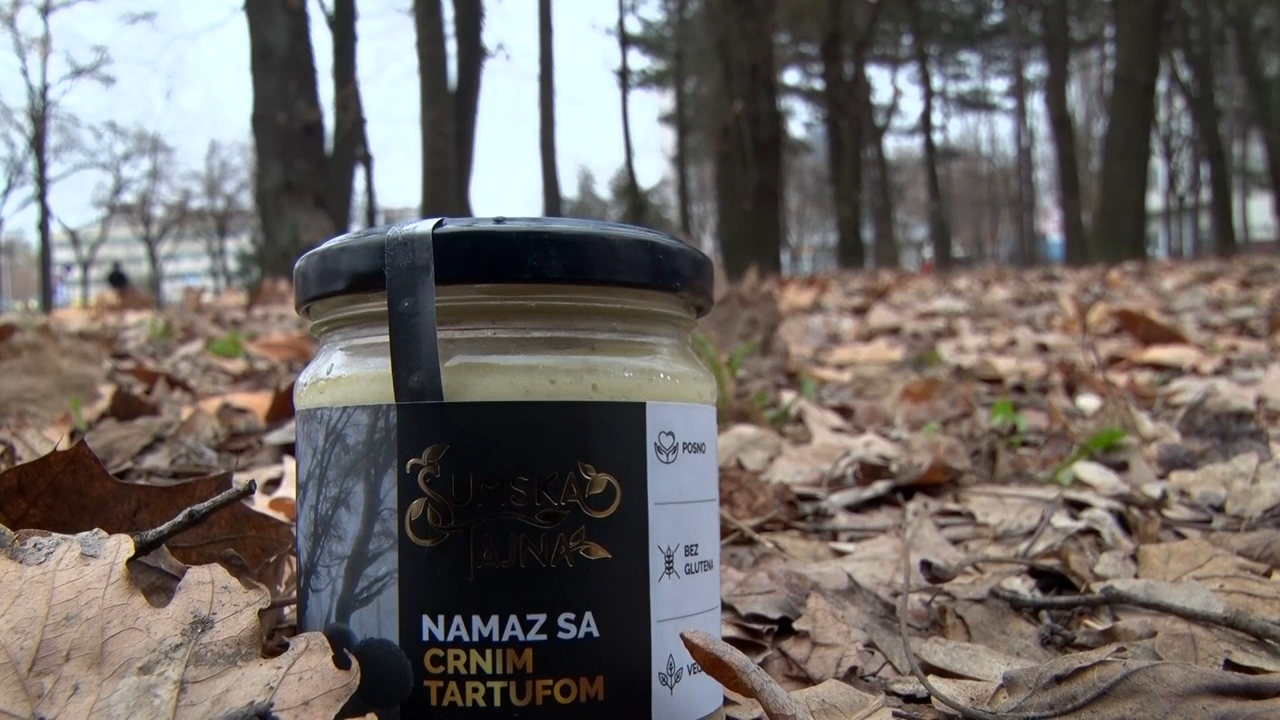 ŠUMSKA
TAJNA
NAMAZ SA
CRNIM
TARTUFOM
POSNO
BEZ
GLUTENA